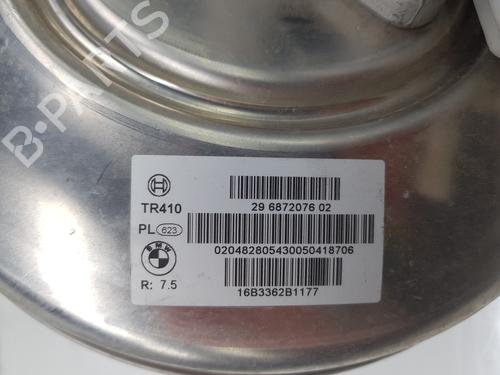 B-PARTS
TR410
29 6872076 02
PL 623
020482805430050418706
BMW
R: 7.5
16B3362B1177